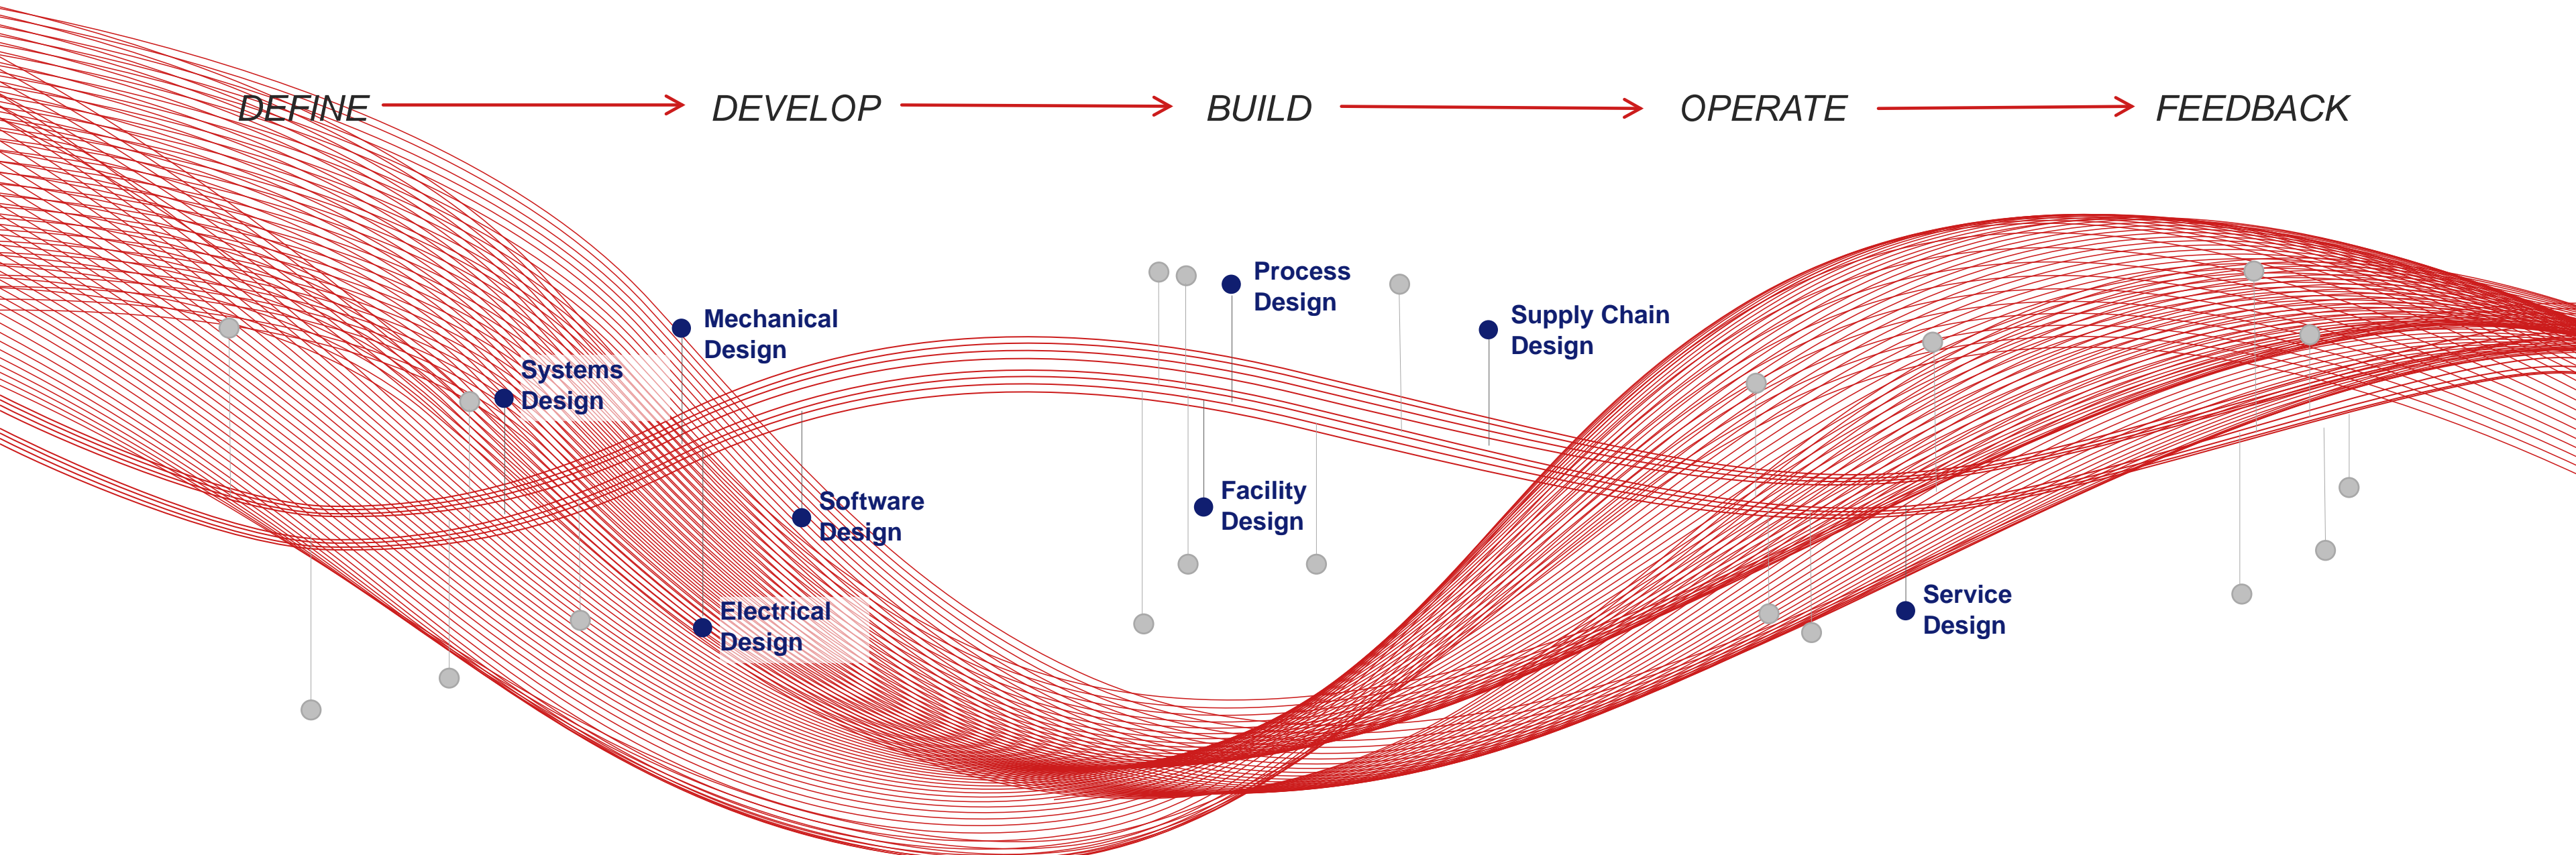 DEFINE
DEVELOP
BUILD
OPERATE
FEEDBACK
Systems
Design
Mechanical
Design
Software
Design
Electrical
Design
Process
Design
Facility
Design
Supply Chain
Design
Service
Design